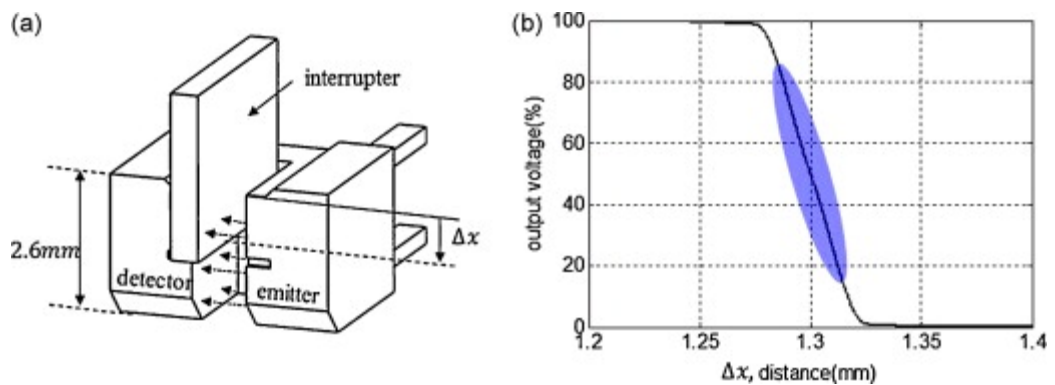 (a)
interrupter
Δx
2.6mm
detector
emitter
(b)
output voltage(%)
100
80
60
40
20
0
1.2
1.25
1.3
1.35
1.4
Δx, distance(mm)